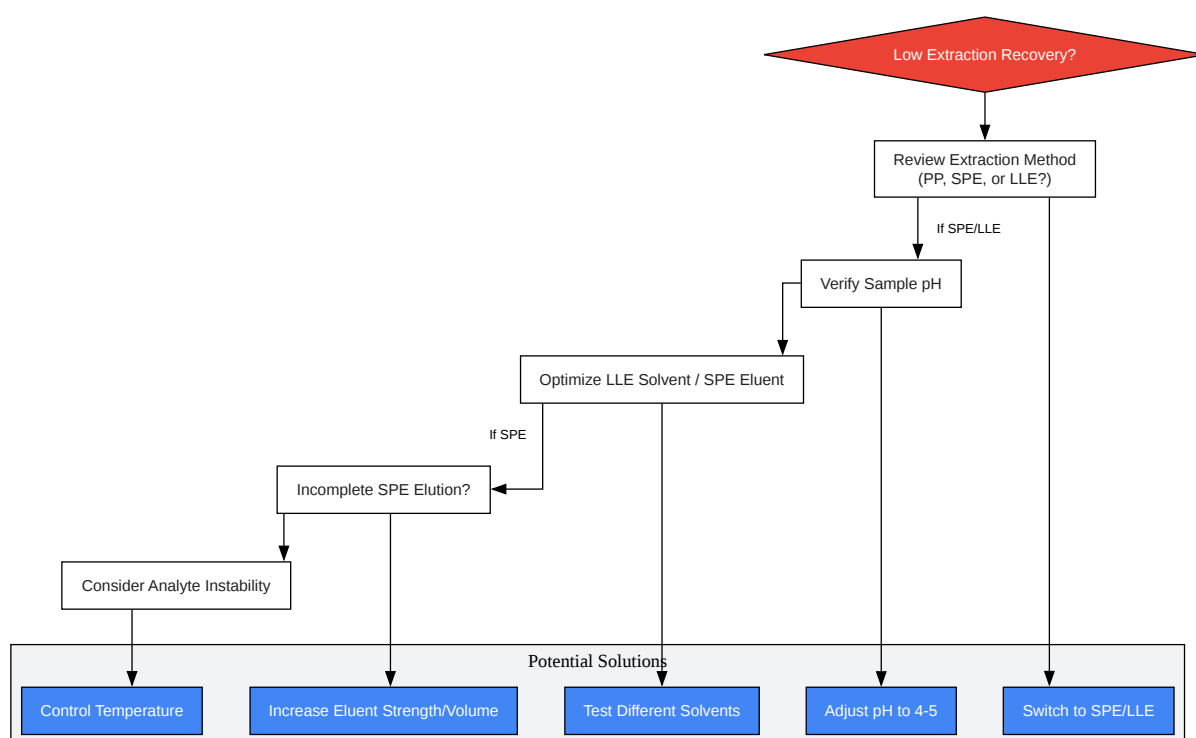 Low Extraction Recovery?
Review Extraction Method
(PP, SPE, or LLE?)
If SPE/LLE
Verify Sample pH
Optimize LLE Solvent / SPE Eluent
If SPE
Incomplete SPE Elution?
Consider Analyte Instability
Potential Solutions
Control Temperature
Increase Eluent Strength/Volume
Test Different Solvents
Adjust pH to 4-5
Switch to SPE/LLE